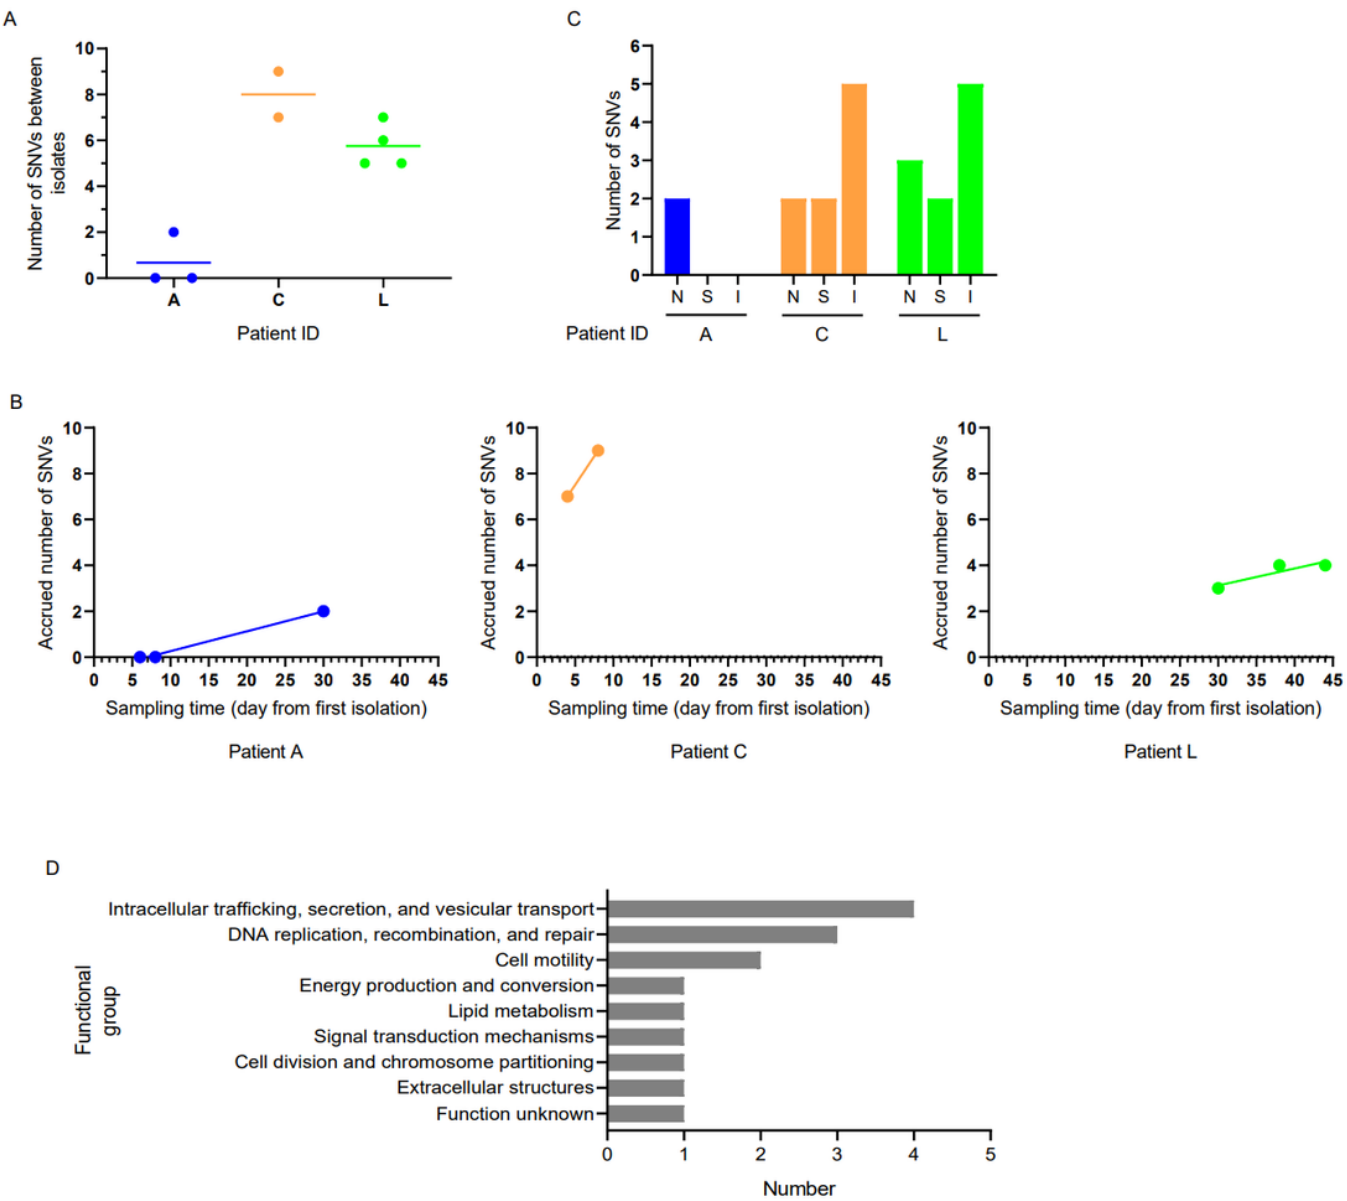 A
Number of SNVs between
isolates
10
8
6
4
2
0
A C L
Patient ID
C
Number of SNVs
6
5
4
3
2
1
0
N S I N S I N S I
Patient ID A C L
B
Accrued number of SNVs
10
8
6
4
2
0
0 5 10 15 20 25 30 35 40 45
Sampling time (day from first isolation)
Patient A
Accrued number of SNVs
10
8
6
4
2
0
0 5 10 15 20 25 30 35 40 45
Sampling time (day from first isolation)
Patient C
Accrued number of SNVs
10
8
6
4
2
0
0 5 10 15 20 25 30 35 40 45
Sampling time (day from first isolation)
Patient L
D
Functional
group
Intracellular trafficking, secretion, and vesicular transport
DNA replication, recombination, and repair
Cell motility
Energy production and conversion
Lipid metabolism
Signal transduction mechanisms
Cell division and chromosome partitioning
Extracellular structures
Function unknown
0 1 2 3 4 5
Number